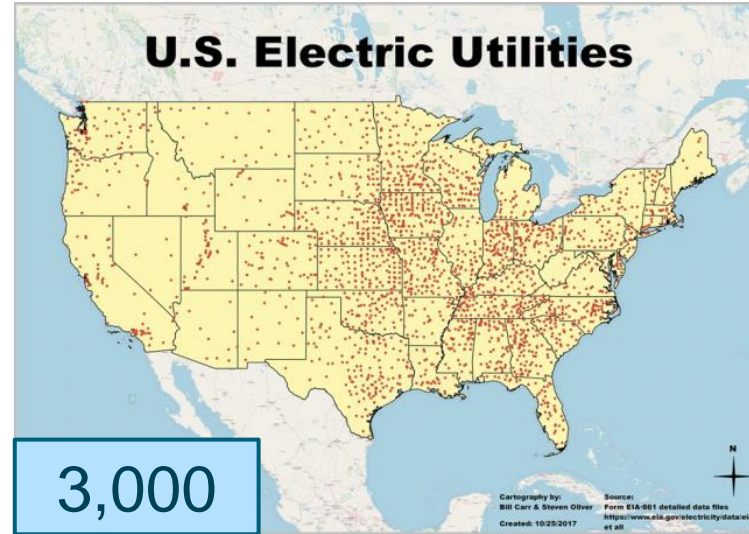 U.S. Electric Utilities
3,000
N
Cartography by:
Bill Carr & Steven Oliver
Created: 10/25/2017
Source:
Form EIA-861 detailed data files
https://www.eia.gov/electricity/data/eia
et all